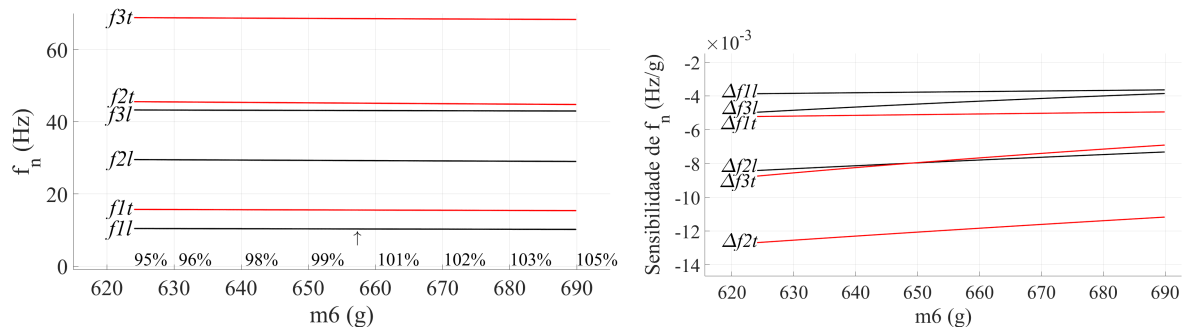 f3t
60
f2t
f3l
40
f2l
20
f1t
f1l
↑
0
95% 96% 98% 99% 101% 102% 103% 105%
620 630 640 650 660 670 680 690
m6 (g)
f_n (Hz)
×10^-3
-2
Δf1l
-4
Δf3l
Δf1t
-6
-8
Δf2l
Δf3t
-10
-12
Δf2t
-14
620 630 640 650 660 670 680 690
m6 (g)
Sensibilidade de f_n (Hz/g)